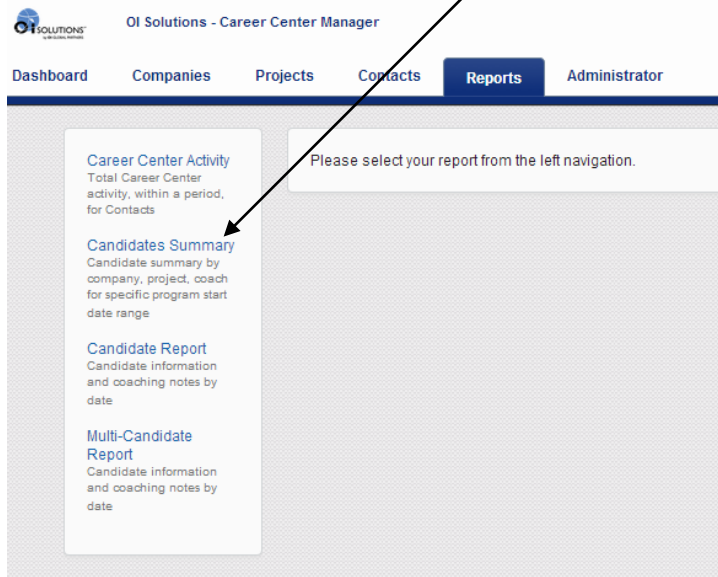 OI SOLUTIONS
OI Solutions - Career Center Manager
Dashboard Companies Projects Contacts Reports Administrator
Career Center Activity
Total Career Center
activity, within a period,
for Contacts
Candidates Summary
Candidate summary by
company, project, coach
for specific program start
date range
Candidate Report
Candidate information
and coaching notes by
date
Multi-Candidate
Report
Candidate information
and coaching notes by
date
Please select your report from the left navigation.